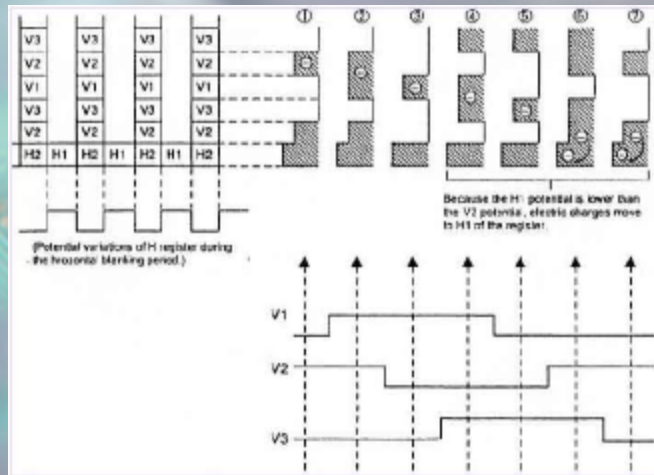 ① ② ③ ④ ⑤ ⑥ ⑦
V3 V3 V3 V3
V2 V2 V2 V2
V1 V1 V1 V1
V3 V3 V3 V3
V2 V2 V2 V2
H2 H1 H2 H1 H2 H1 H2
Because the H1 potential is lower than
the V2 potential, electric charges move
to H1 of the register.
(Potential variations of H register during
the hrosontal blanking period.)
V1
V2
V3